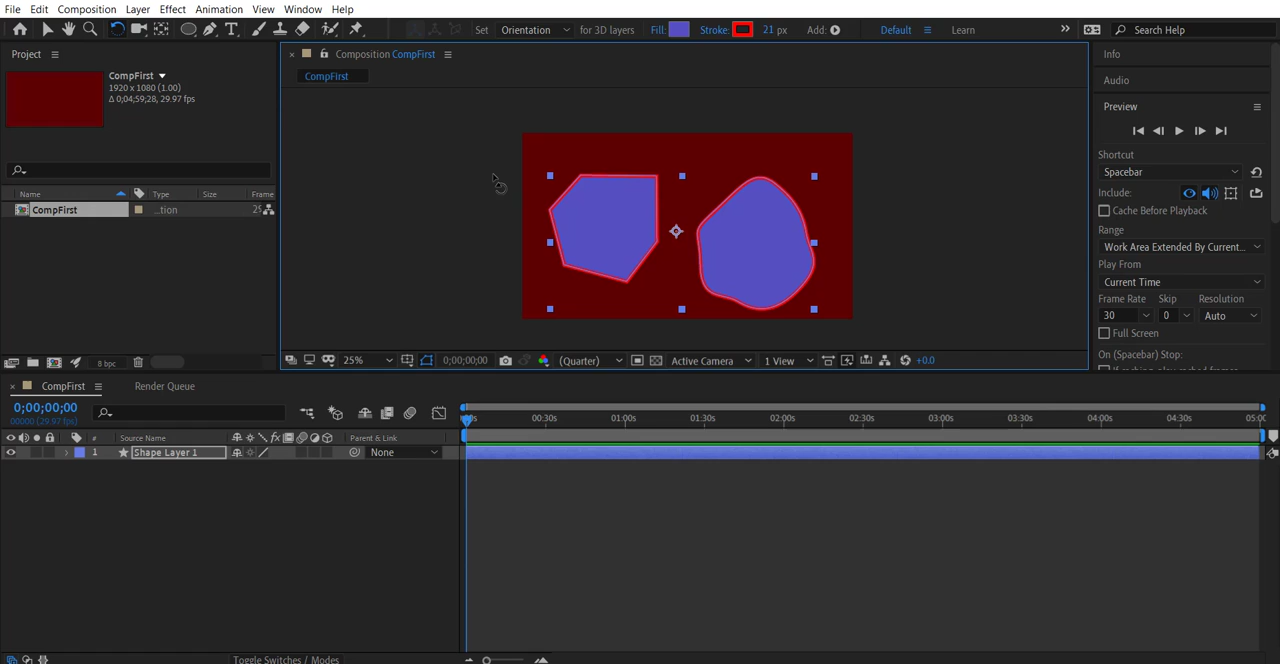 File Edit Composition Layer Effect Animation View Window Help
Set Orientation for 3D layers Fill: Stroke: 21 px Add: Default Learn Search Help
Project
Composition CompFirst
Info
CompFirst
CompFirst
1920 x 1080 (1.00)
Δ 0;04;59;28, 29.97 fps
Audio
Preview
Shortcut
Spacebar
Name Type Size Frame
Include:
CompFirst ...tion 29
Cache Before Playback
Range
Work Area Extended By Current...
Play From
Current Time
Frame Rate Skip Resolution
30 0 Auto
Full Screen
On (Spacebar) Stop:
8 bpc
25% 0;00;00;00 (Quarter) Active Camera 1 View +0.0
CompFirst Render Queue
0;00;00;00
00000 (29.97 fps)
00:30s 01:00s 01:30s 02:00s 02:30s 03:00s 03:30s 04:00s 04:30s
# Source Name fx Parent & Link
1 Shape Layer 1 None
Toggle Switches / Modes